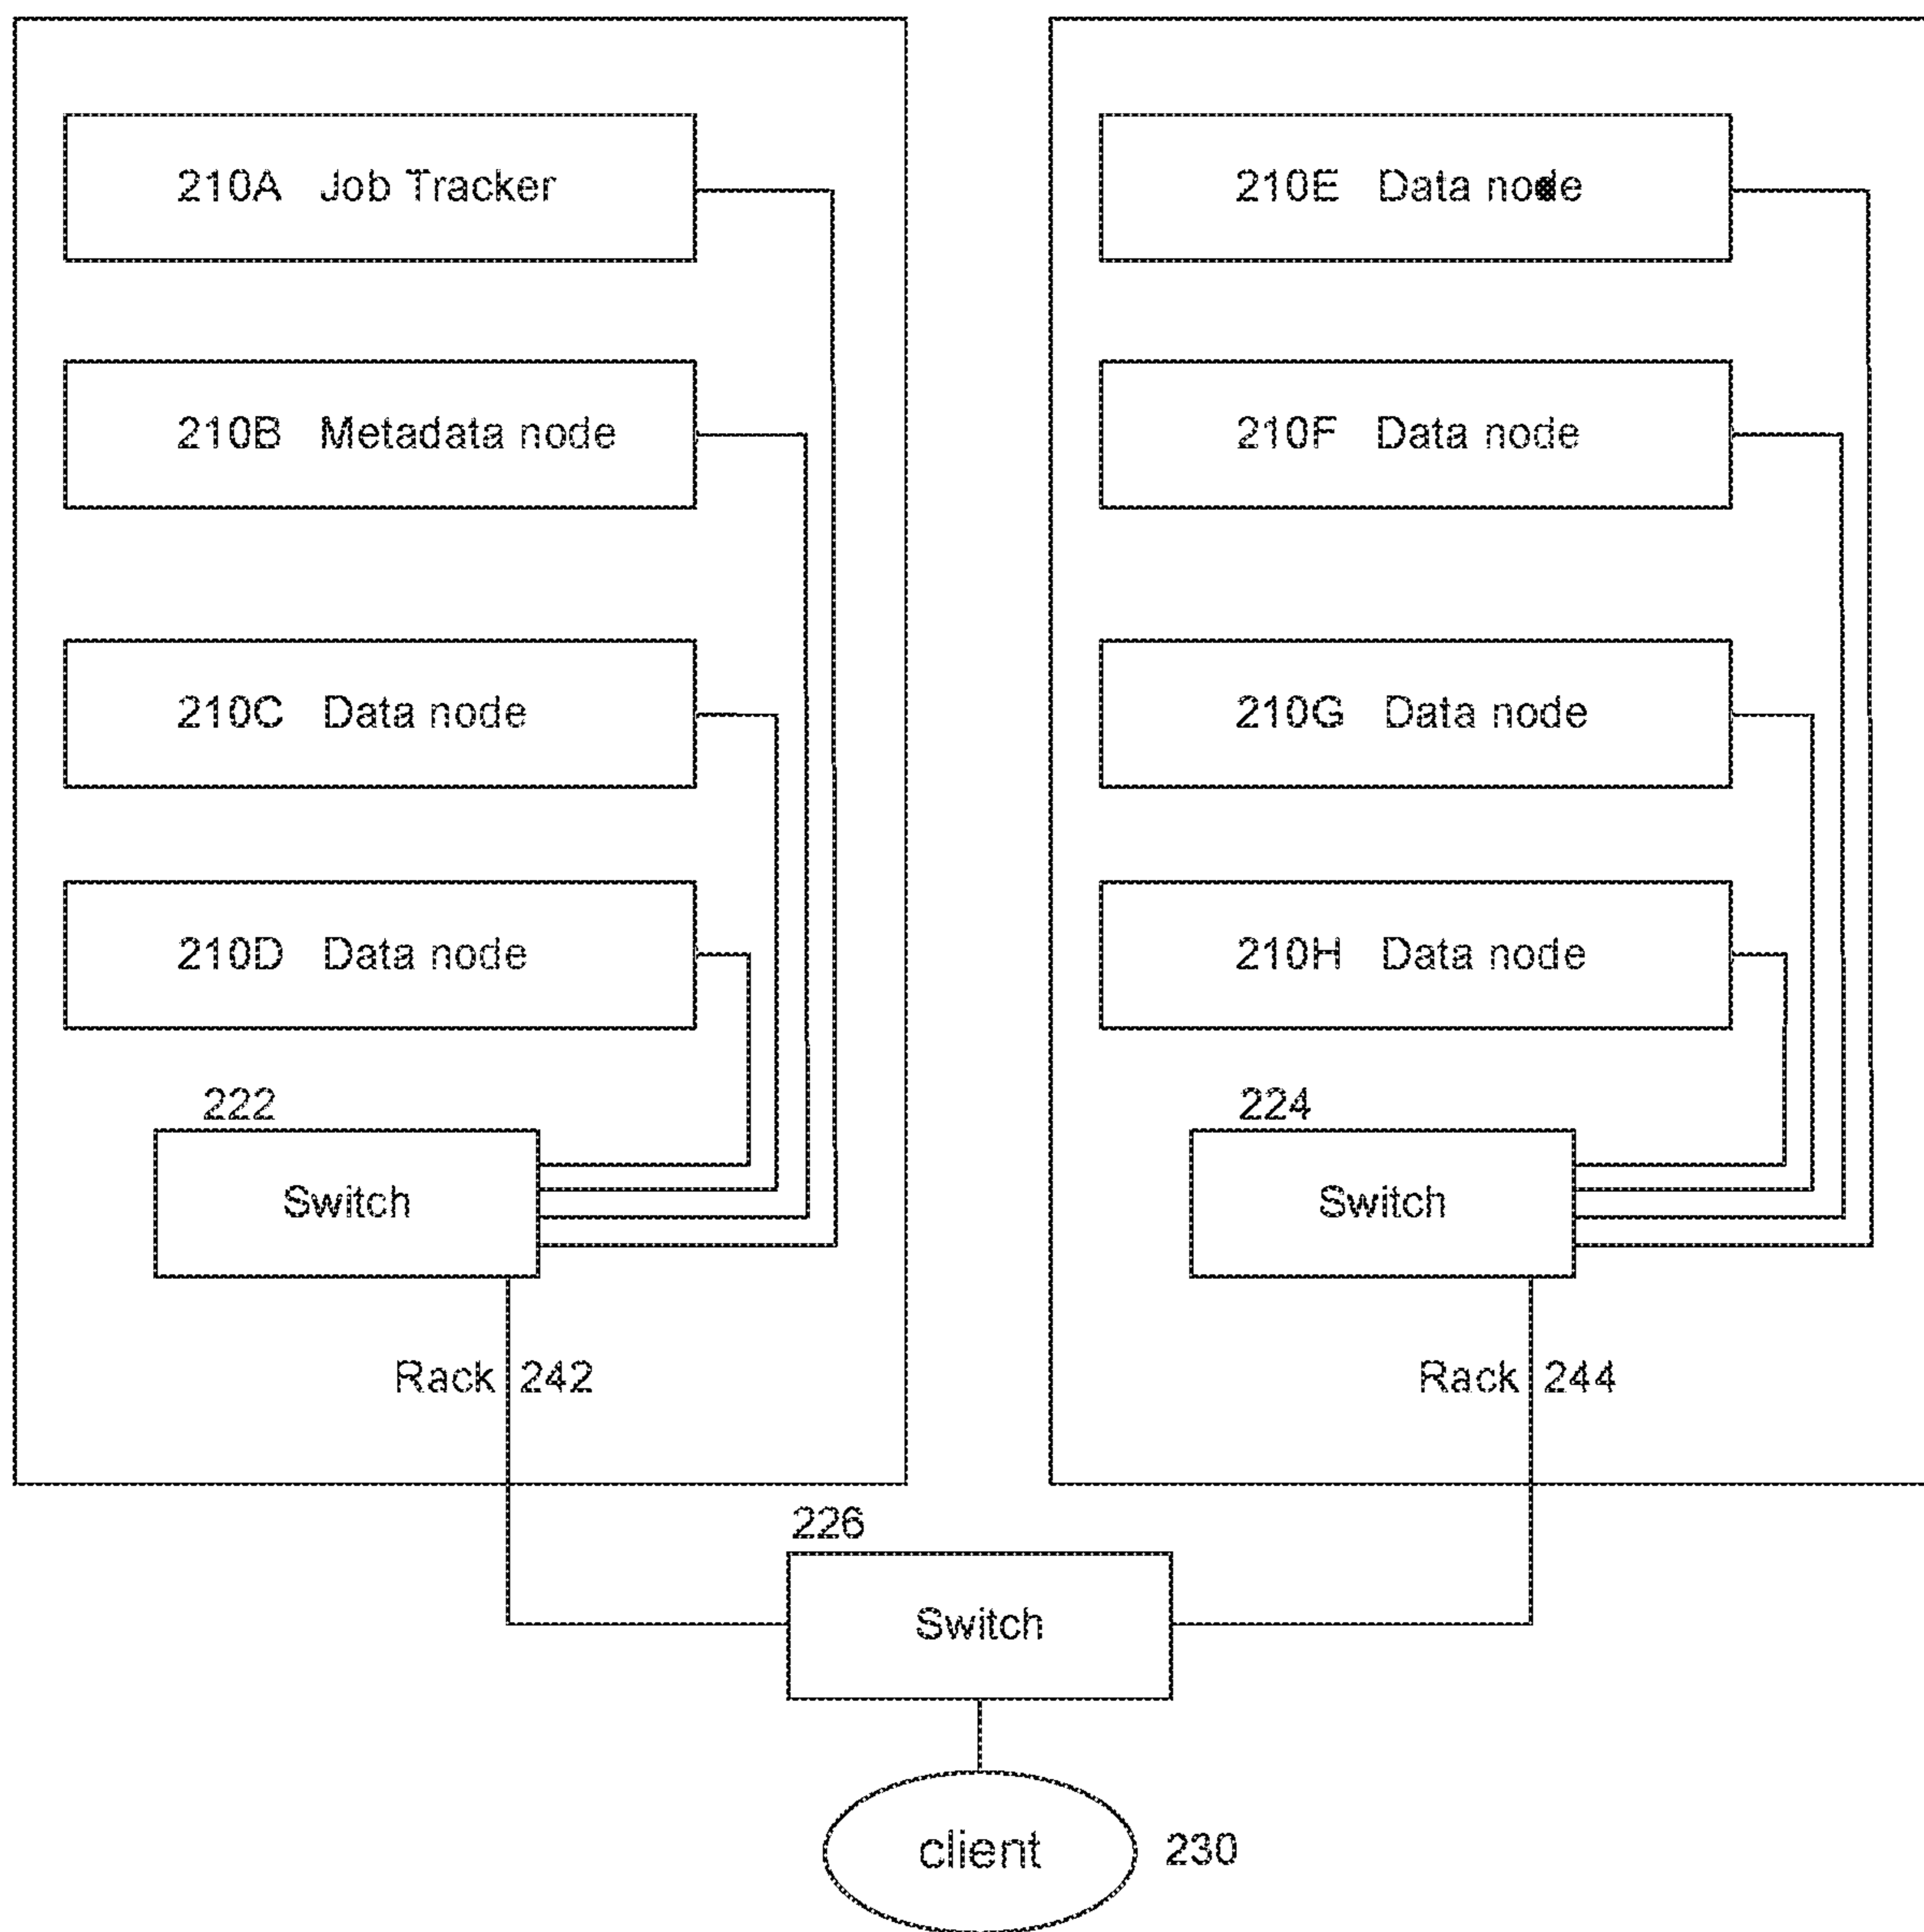 210A Job Tracker
210B Metadata node
210C Data node
210D Data node
222
Switch
Rack 242
210E Data node
210F Data node
210G Data node
210H Data node
224
Switch
Rack 244
226
Switch
client 230